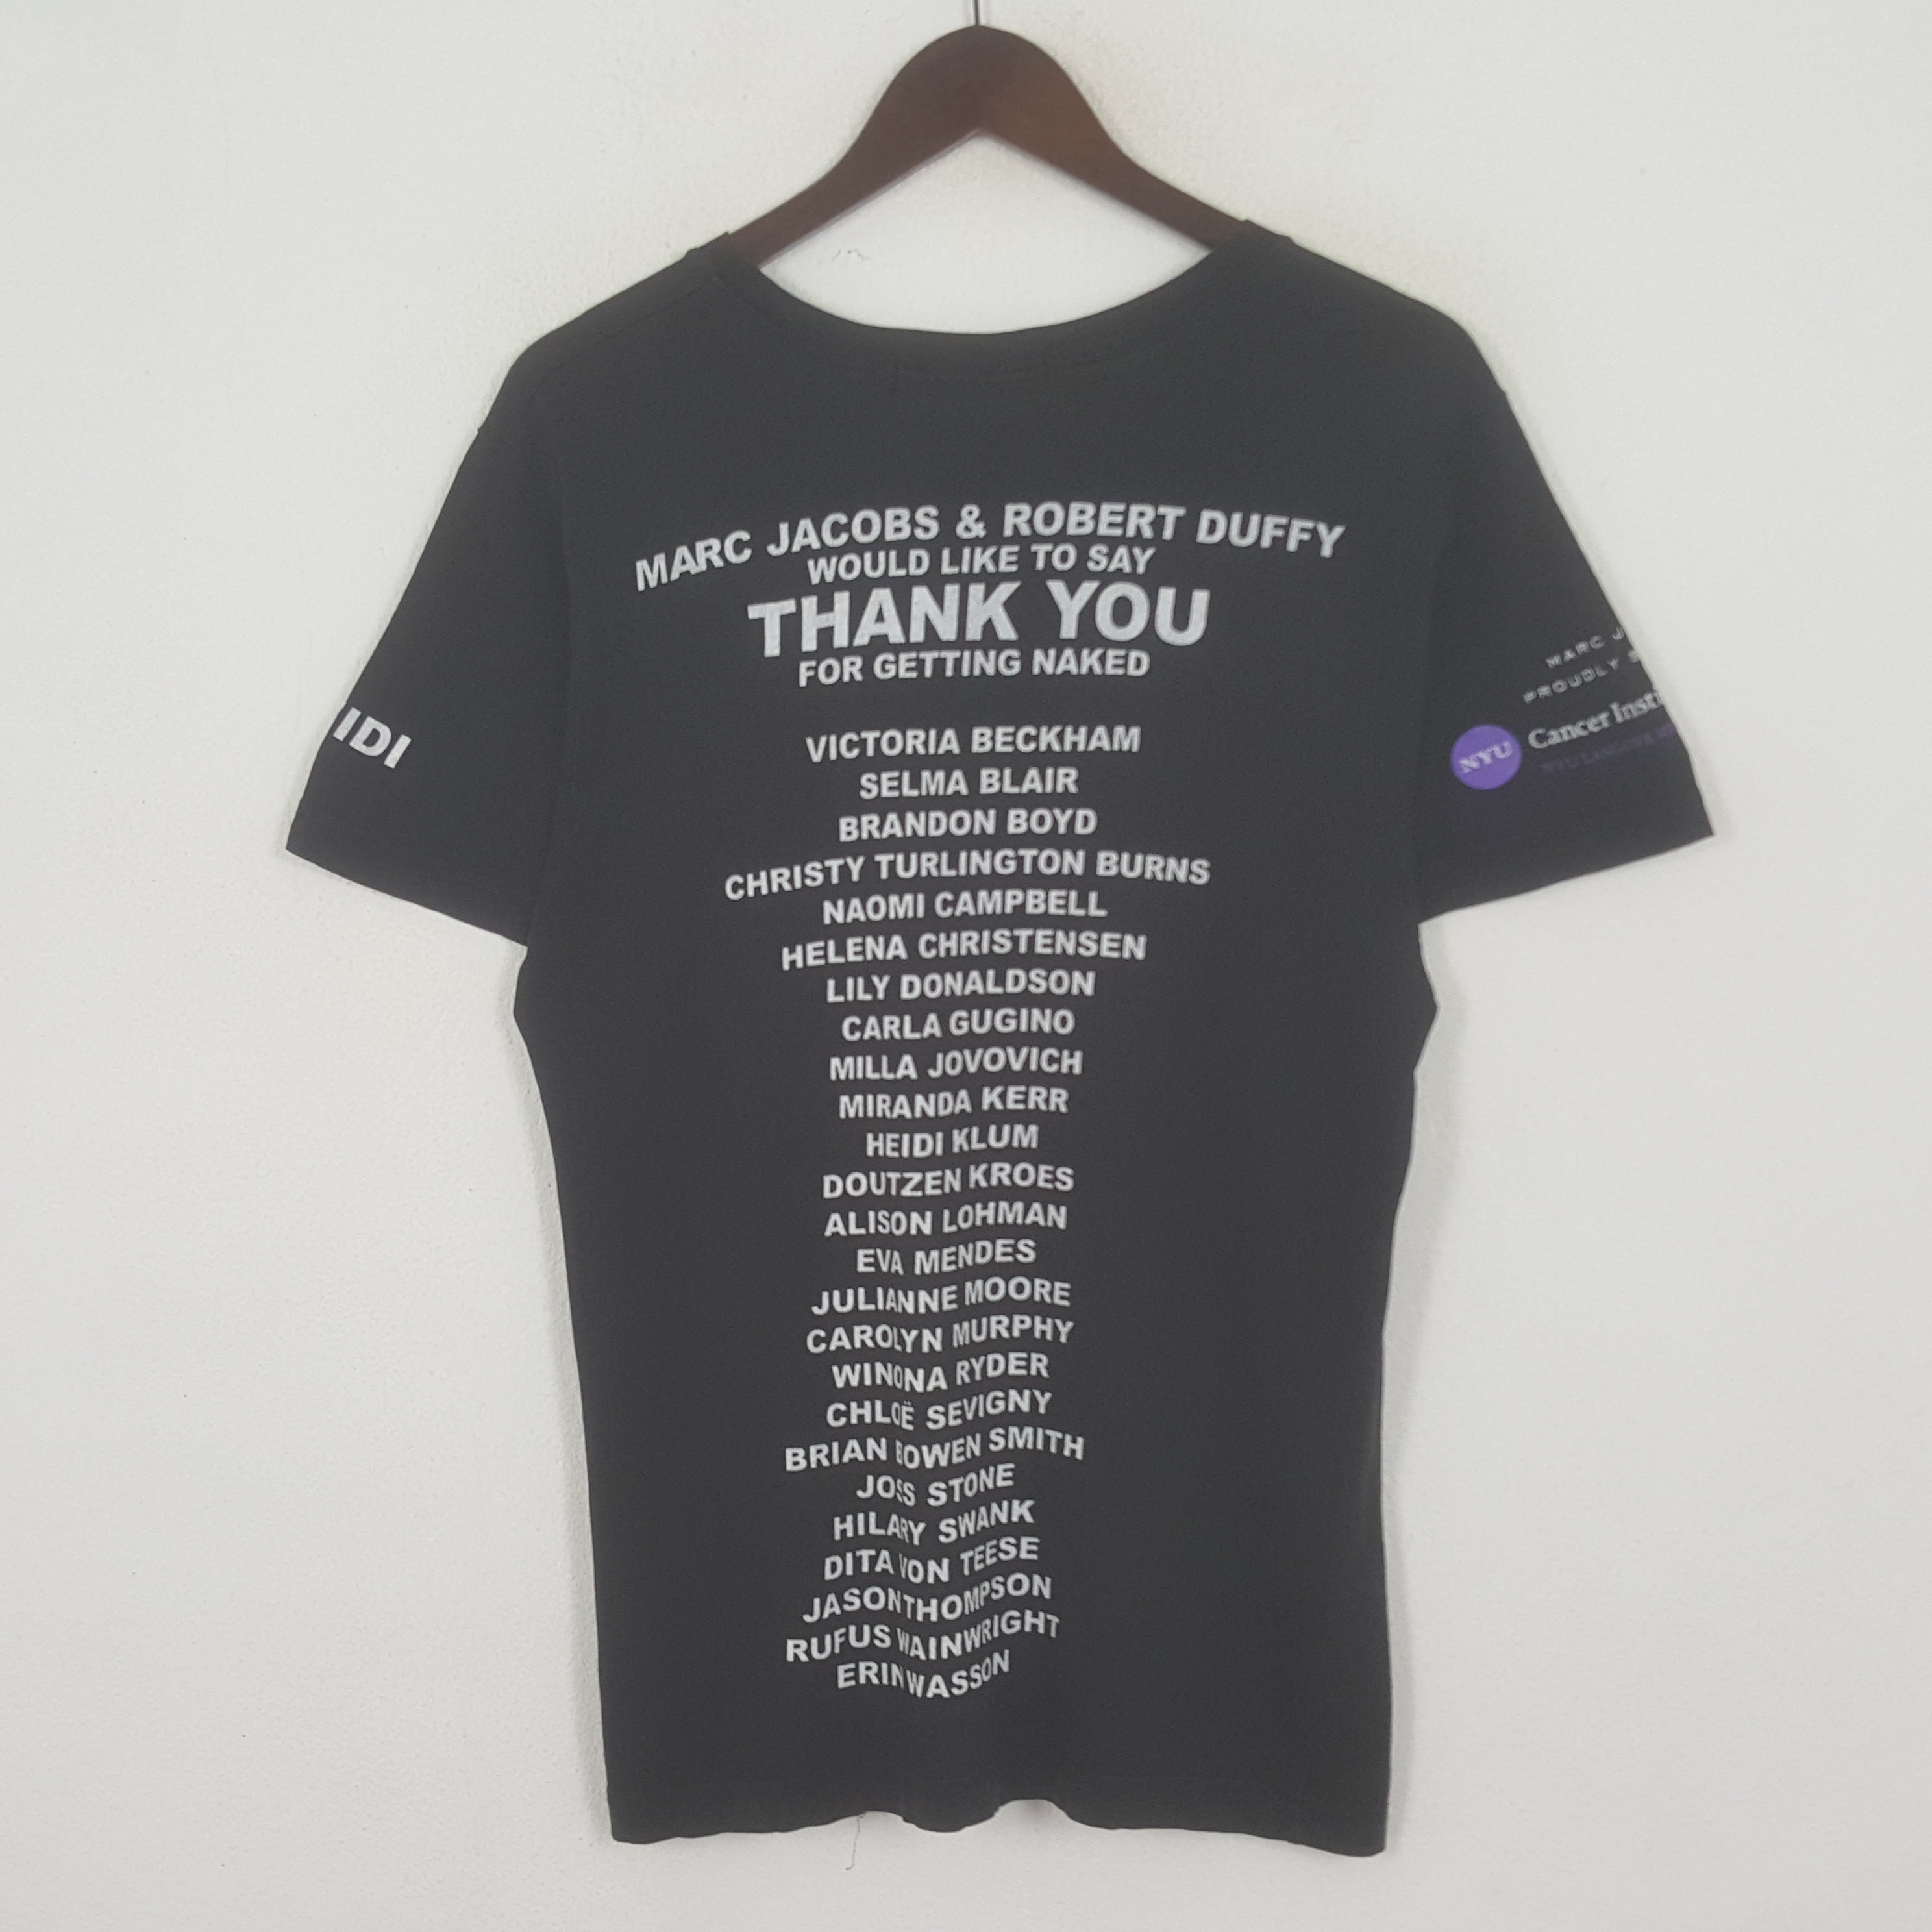 MARC JACOBS & ROBERT DUFFY
WOULD LIKE TO SAY
THANK YOU
FOR GETTING NAKED
VICTORIA BECKHAM
SELMA BLAIR
BRANDON BOYD
CHRISTY TURLINGTON BURNS
NAOMI CAMPBELL
HELENA CHRISTENSEN
LILY DONALDSON
CARLA GUGINO
MILLA JOVOVICH
MIRANDA KERR
HEIDI KLUM
DOUTZEN KROES
ALISON LOHMAN
EVA MENDES
JULIANNE MOORE
CAROLYN MURPHY
WINONA RYDER
CHLOË SEVIGNY
BRIAN BOWEN SMITH
JOSS STONE
HILARY SWANK
DITA VON TEESE
JASON THOMPSON
RUFUS WAINWRIGHT
ERIN WASSON
IDI
MARC
PROUDLY
NYU
Cancer Insti
NYU